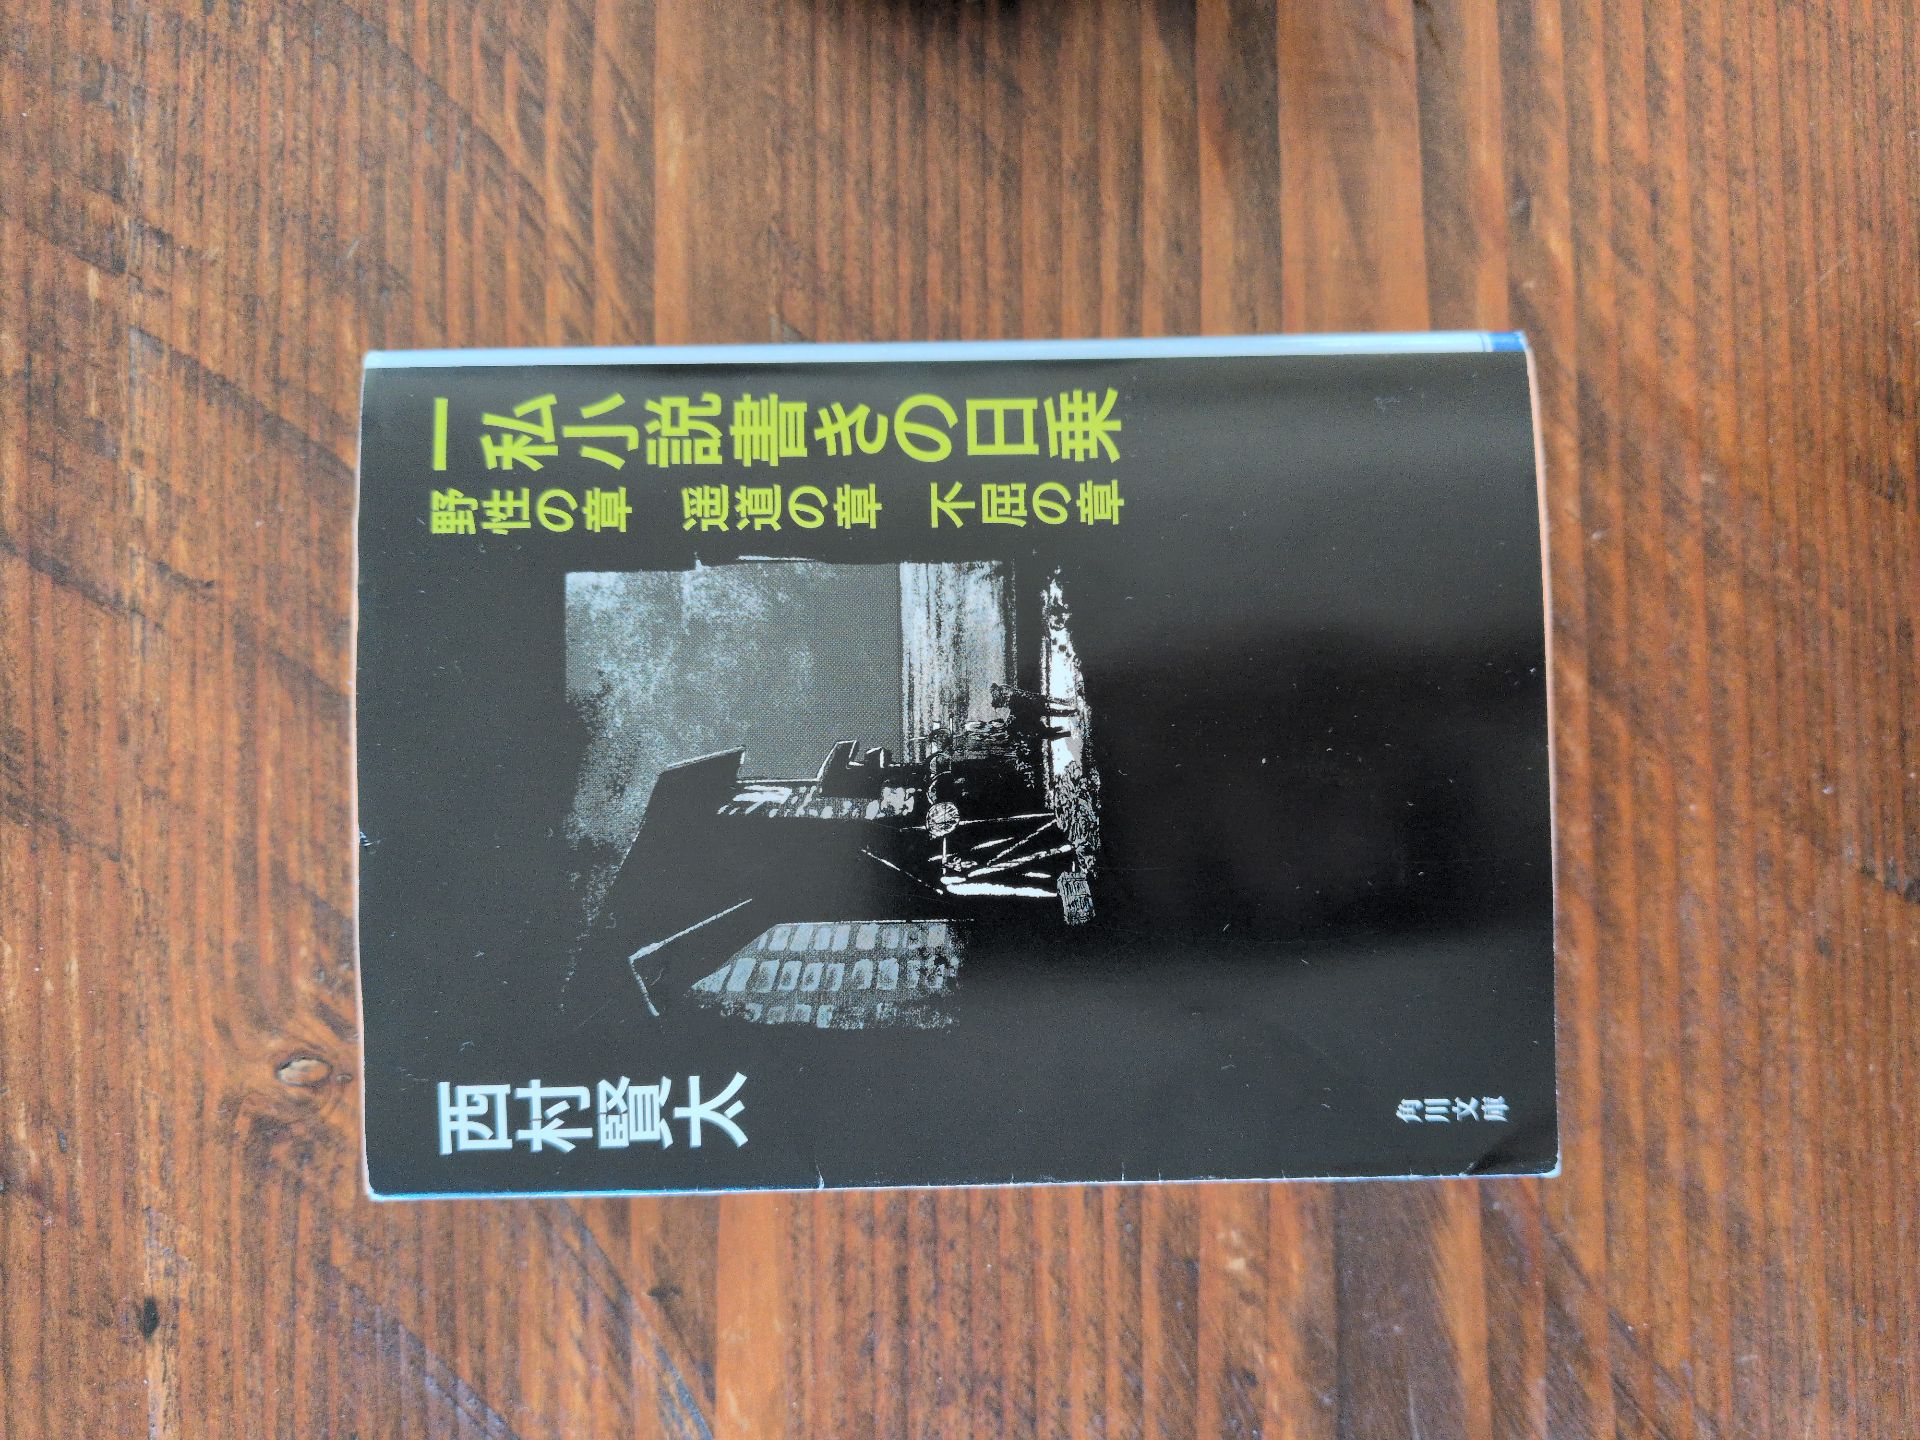 一私小説書きの日乗
野性の章　遥道の章　不屈の章
西村賢太
角川文庫